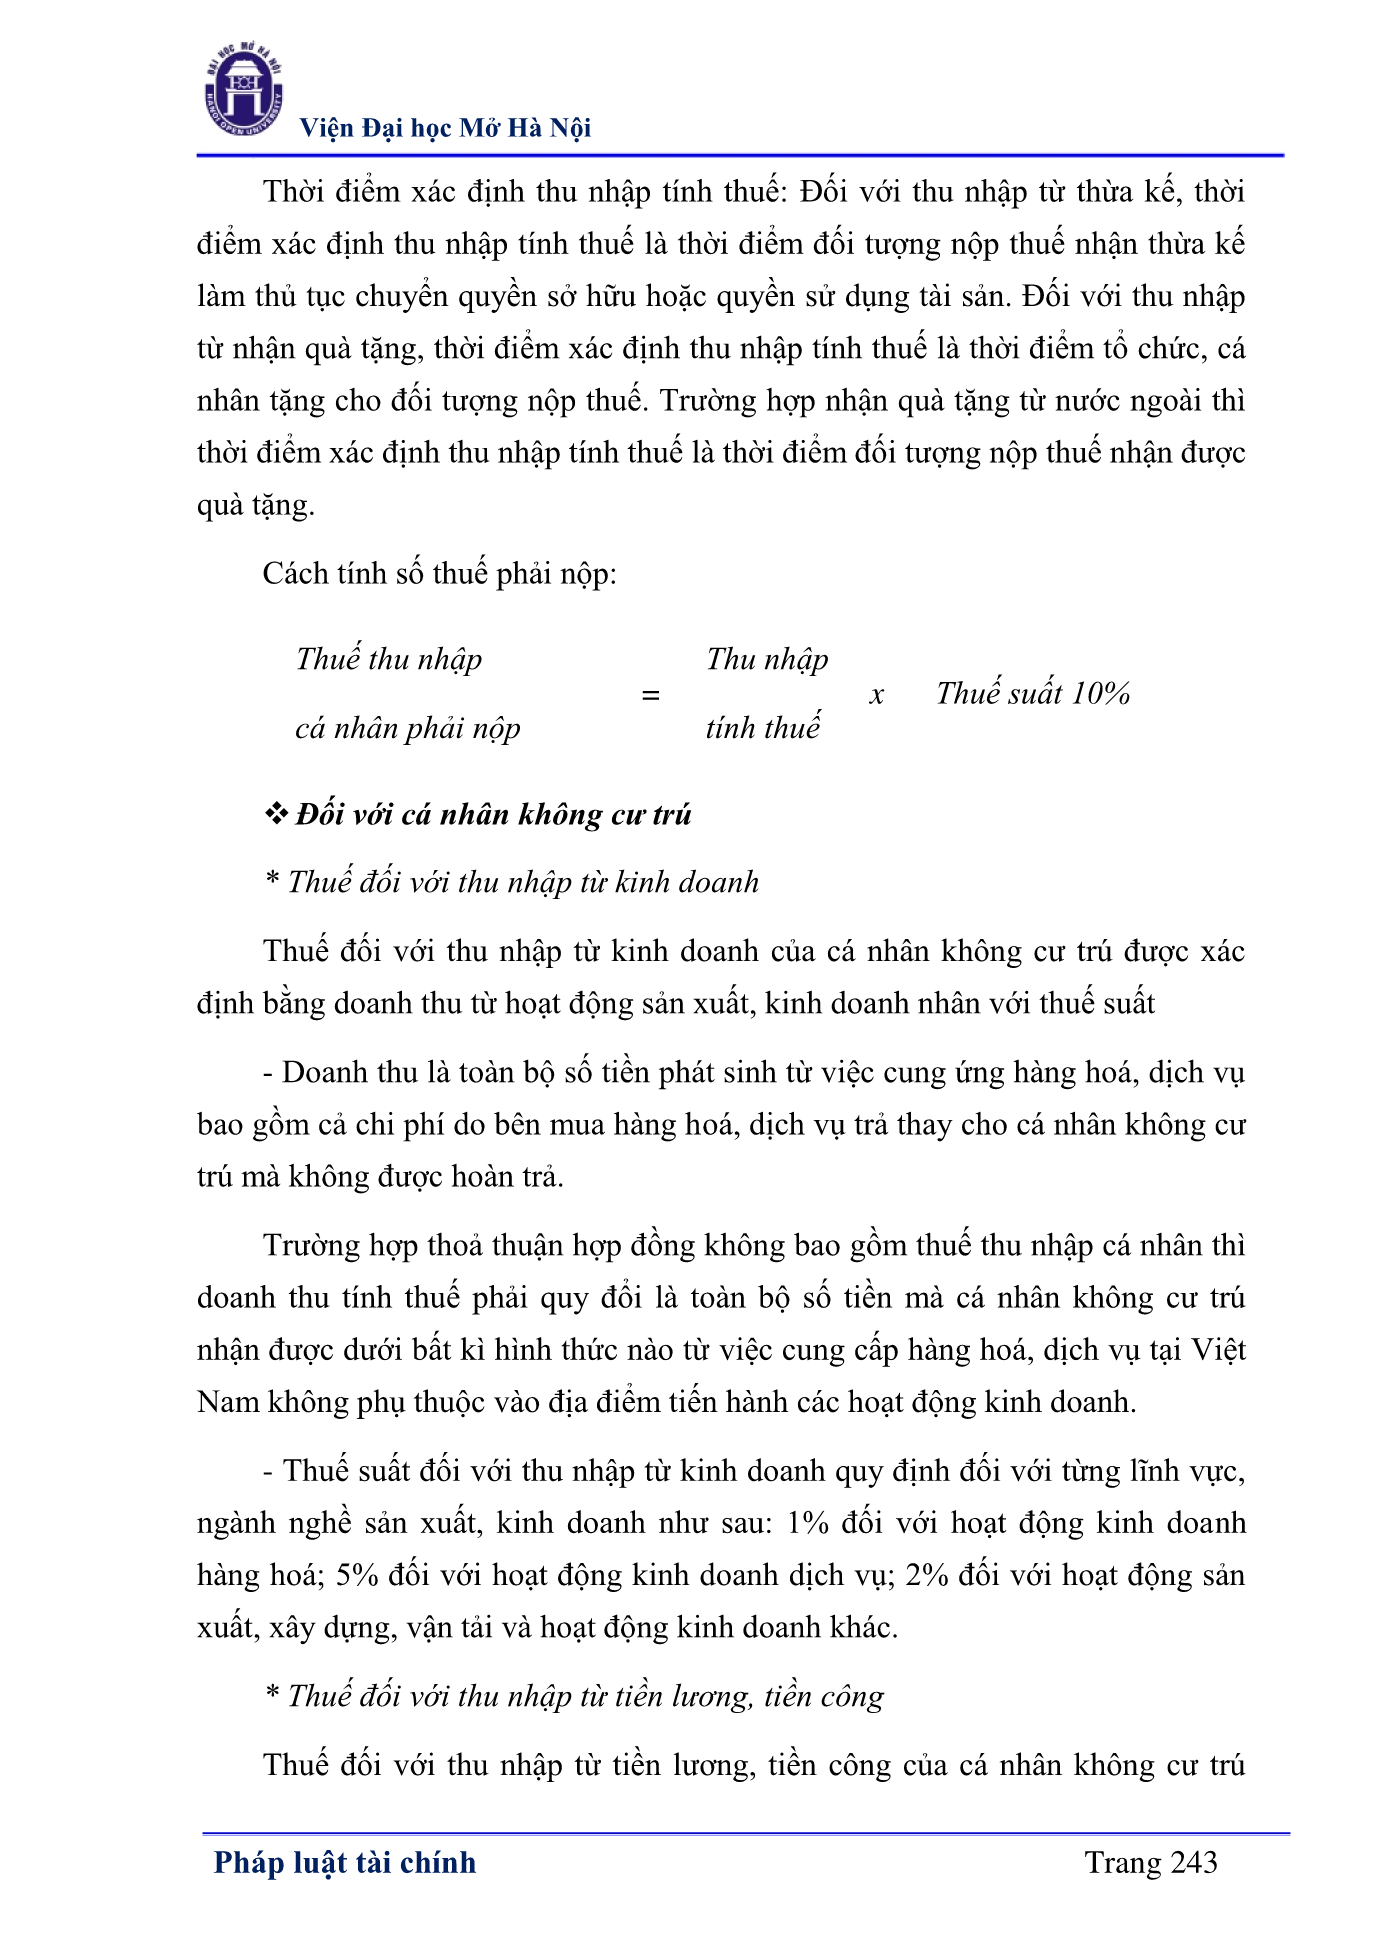 ĐẠI HỌC MỞ HÀ NỘI
HANOI OPEN UNIVERSITY
Viện Đại học Mở Hà Nội
Thời điểm xác định thu nhập tính thuế: Đối với thu nhập từ thừa kế, thời
điểm xác định thu nhập tính thuế là thời điểm đối tượng nộp thuế nhận thừa kế
làm thủ tục chuyển quyền sở hữu hoặc quyền sử dụng tài sản. Đối với thu nhập
từ nhận quà tặng, thời điểm xác định thu nhập tính thuế là thời điểm tổ chức, cá
nhân tặng cho đối tượng nộp thuế. Trường hợp nhận quà tặng từ nước ngoài thì
thời điểm xác định thu nhập tính thuế là thời điểm đối tượng nộp thuế nhận được
quà tặng.
Cách tính số thuế phải nộp:
Thuế thu nhập
cá nhân phải nộp
=
Thu nhập
tính thuế
x
Thuế suất 10%
❖ Đối với cá nhân không cư trú
* Thuế đối với thu nhập từ kinh doanh
Thuế đối với thu nhập từ kinh doanh của cá nhân không cư trú được xác
định bằng doanh thu từ hoạt động sản xuất, kinh doanh nhân với thuế suất
- Doanh thu là toàn bộ số tiền phát sinh từ việc cung ứng hàng hoá, dịch vụ
bao gồm cả chi phí do bên mua hàng hoá, dịch vụ trả thay cho cá nhân không cư
trú mà không được hoàn trả.
Trường hợp thoả thuận hợp đồng không bao gồm thuế thu nhập cá nhân thì
doanh thu tính thuế phải quy đổi là toàn bộ số tiền mà cá nhân không cư trú
nhận được dưới bất kì hình thức nào từ việc cung cấp hàng hoá, dịch vụ tại Việt
Nam không phụ thuộc vào địa điểm tiến hành các hoạt động kinh doanh.
- Thuế suất đối với thu nhập từ kinh doanh quy định đối với từng lĩnh vực,
ngành nghề sản xuất, kinh doanh như sau: 1% đối với hoạt động kinh doanh
hàng hoá; 5% đối với hoạt động kinh doanh dịch vụ; 2% đối với hoạt động sản
xuất, xây dựng, vận tải và hoạt động kinh doanh khác.
* Thuế đối với thu nhập từ tiền lương, tiền công
Thuế đối với thu nhập từ tiền lương, tiền công của cá nhân không cư trú
Pháp luật tài chính
Trang 243